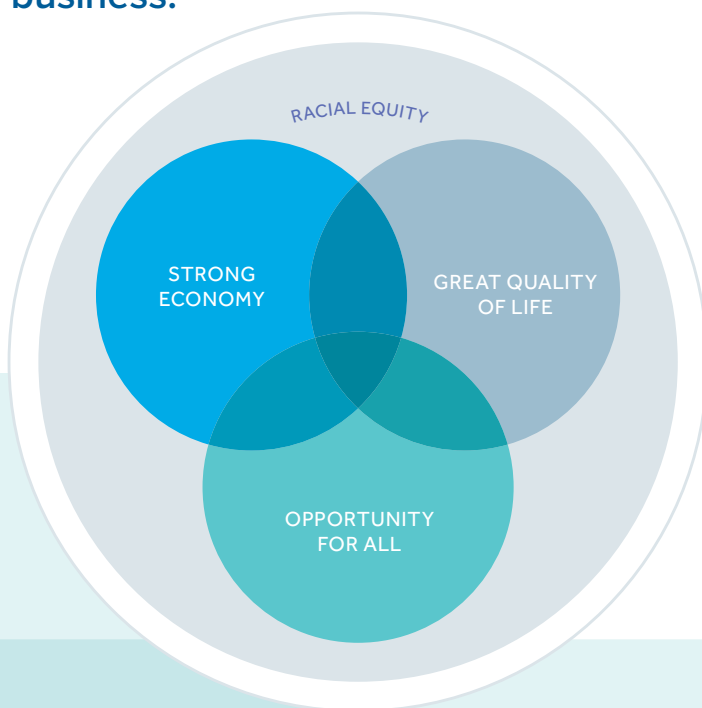 business.
RACIAL EQUITY
STRONG
ECONOMY
GREAT QUALITY
OF LIFE
OPPORTUNITY
FOR ALL